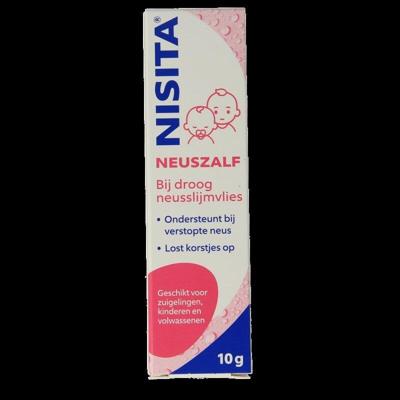 NISITA®
NEUSZALF
Bij droog
neusslijmvlies
• Ondersteunt bij
verstopte neus
• Lost korstjes op
Geschikt voor
zuigelingen,
kinderen en
volwassenen
10g